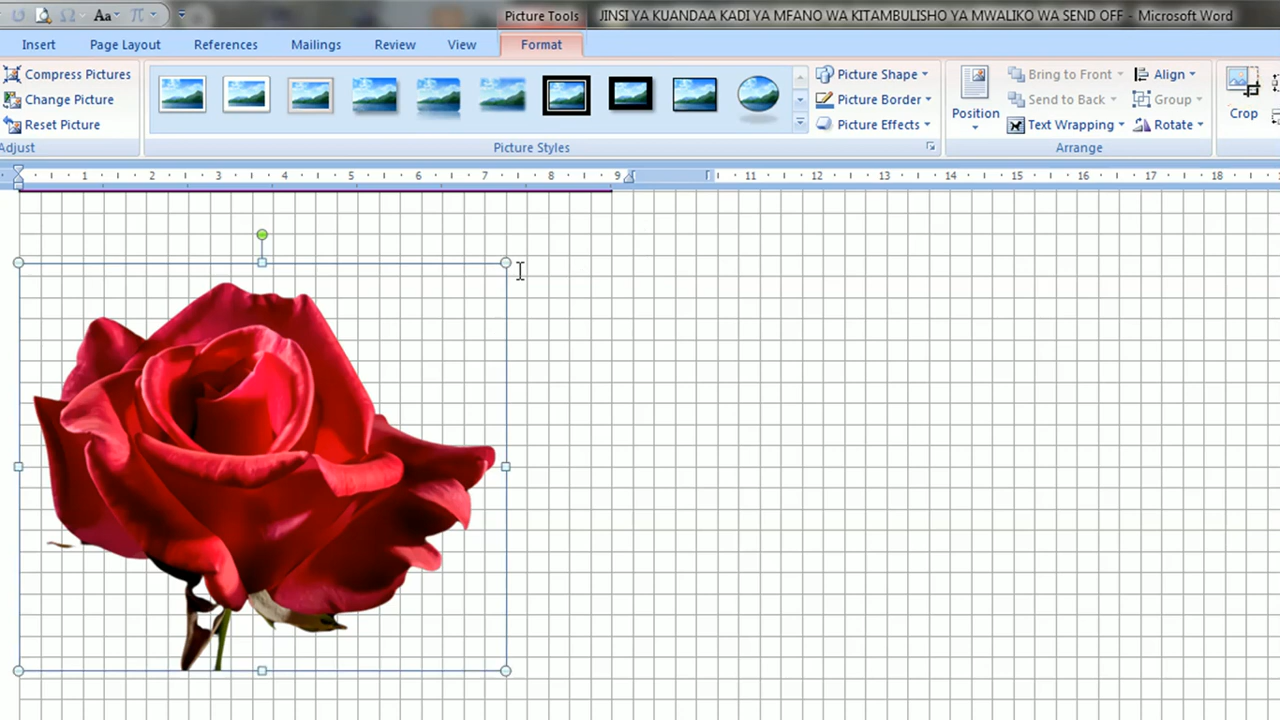 JINSI YA KUANDAA KADI YA MFANO WA KITAMBULISHO YA MWALIKO WA SEND OFF - Microsoft Word
Picture Tools
Insert Page Layout References Mailings Review View Format
Compress Pictures
Change Picture
Reset Picture
Adjust
Picture Shape
Picture Border
Picture Effects
Picture Styles
Position
Bring to Front
Send to Back
Text Wrapping
Align
Group
Rotate
Arrange
Crop
1 2 3 4 5 6 7 8 9 11 12 13 14 15 16 17 18